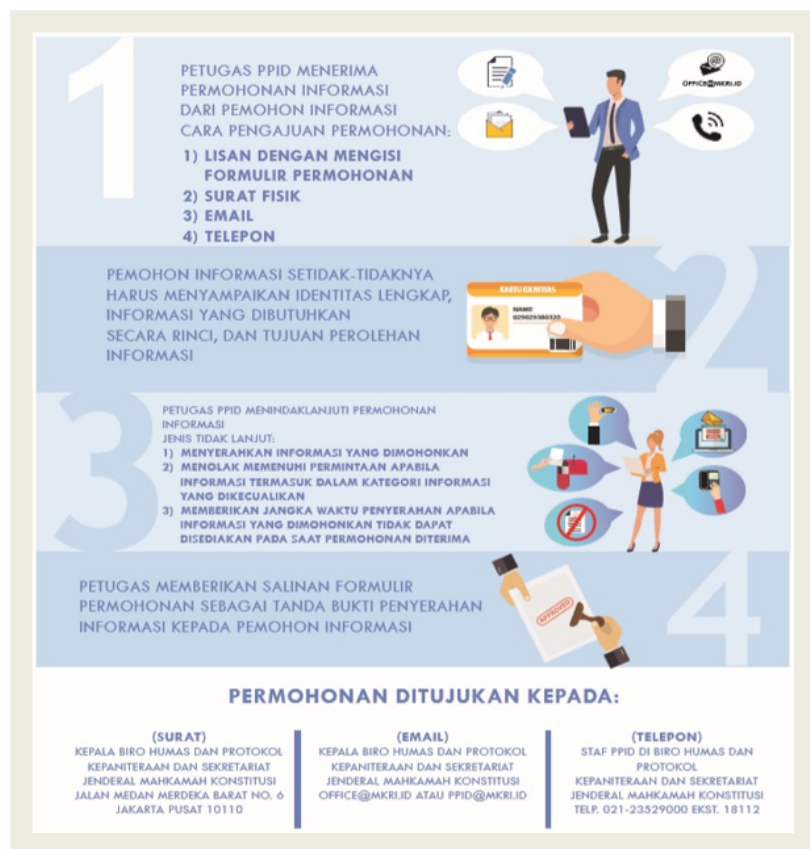 1
PETUGAS PPID MENERIMA
PERMOHONAN INFORMASI
DARI PEMOHON INFORMASI
CARA PENGAJUAN PERMOHONAN:
1) LISAN DENGAN MENGISI
FORMULIR PERMOHONAN
2) SURAT FISIK
3) EMAIL
4) TELEPON
OFFICE@MKRI.ID
2
PEMOHON INFORMASI SETIDAK-TIDAKNYA
HARUS MENYAMPAIKAN IDENTITAS LENGKAP,
INFORMASI YANG DIBUTUHKAN
SECARA RINCI, DAN TUJUAN PEROLEHAN
INFORMASI
KARTU IDENTITAS
NAME
029029380320
3
PETUGAS PPID MENINDAKLANJUTI PERMOHONAN
INFORMASI
JENIS TIDAK LANJUT:
1) MENYERAHKAN INFORMASI YANG DIMOHONKAN
2) MENOLAK MEMENUHI PERMINTAAN APABILA
INFORMASI TERMASUK DALAM KATEGORI INFORMASI
YANG DIKECUALIKAN
3) MEMBERIKAN JANGKA WAKTU PENYERAHAN APABILA
INFORMASI YANG DIMOHONKAN TIDAK DAPAT
DISEDIAKAN PADA SAAT PERMOHONAN DITERIMA
4
PETUGAS MEMBERIKAN SALINAN FORMULIR
PERMOHONAN SEBAGAI TANDA BUKTI PENYERAHAN
INFORMASI KEPADA PEMOHON INFORMASI
APPROVED
PERMOHONAN DITUJUKAN KEPADA:
(SURAT)
KEPALA BIRO HUMAS DAN PROTOKOL
KEPANITERAAN DAN SEKRETARIAT
JENDERAL MAHKAMAH KONSTITUSI
JALAN MEDAN MERDEKA BARAT NO. 6
JAKARTA PUSAT 10110
(EMAIL)
KEPALA BIRO HUMAS DAN PROTOKOL
KEPANITERAAN DAN SEKRETARIAT
JENDERAL MAHKAMAH KONSTITUSI
OFFICE@MKRI.ID ATAU PPID@MKRI.ID
(TELEPON)
STAF PPID DI BIRO HUMAS DAN
PROTOKOL
KEPANITERAAN DAN SEKRETARIAT
JENDERAL MAHKAMAH KONSTITUSI
TELP. 021-23529000 EKST. 18112